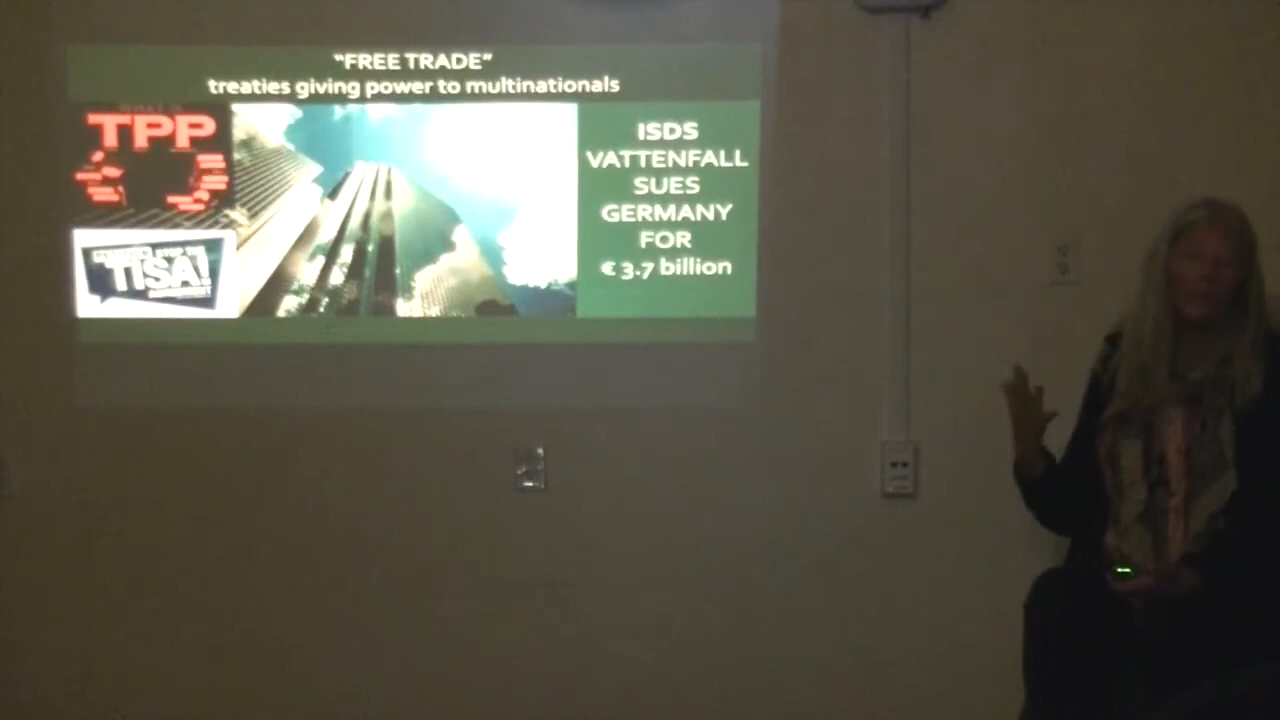 “FREE TRADE”
treaties giving power to multinationals
TPP
TISA!
ISDS
VATTENFALL
SUES
GERMANY
FOR
€ 3.7 billion